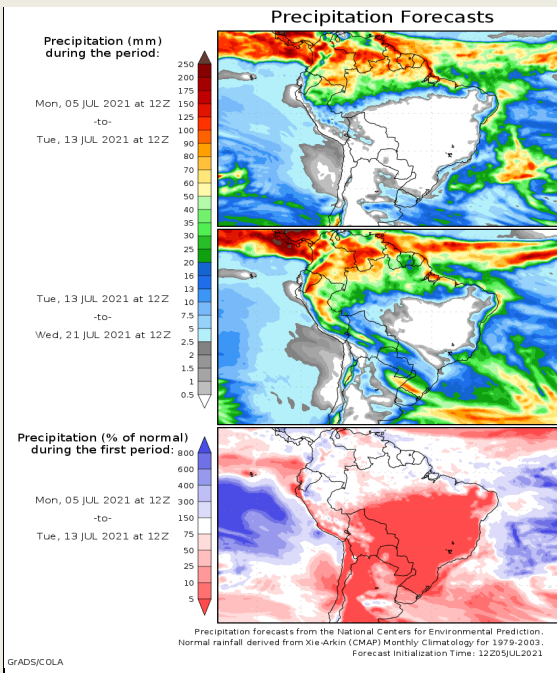 Precipitation Forecasts
Precipitation (mm)
during the period:
Mon, 05 JUL 2021 at 12Z
-to-
Tue, 13 JUL 2021 at 12Z
250
200
175
150
125
100
90
80
70
60
50
40
35
30
25
20
16
13
10
7.5
5
2.5
2
1.5
1
0.5
Tue, 13 JUL 2021 at 12Z
-to-
Wed, 21 JUL 2021 at 12Z
Precipitation (% of normal)
during the first period:
Mon, 05 JUL 2021 at 12Z
-to-
Tue, 13 JUL 2021 at 12Z
800
600
400
300
150
75
50
25
10
5
Precipitation forecasts from the National Centers for Environmental Prediction.
Normal rainfall derived from Xie-Arkin (CMAP) Monthly Climatology for 1979-2003.
Forecast Initialization Time: 12Z05JUL2021
GrADS/COLA